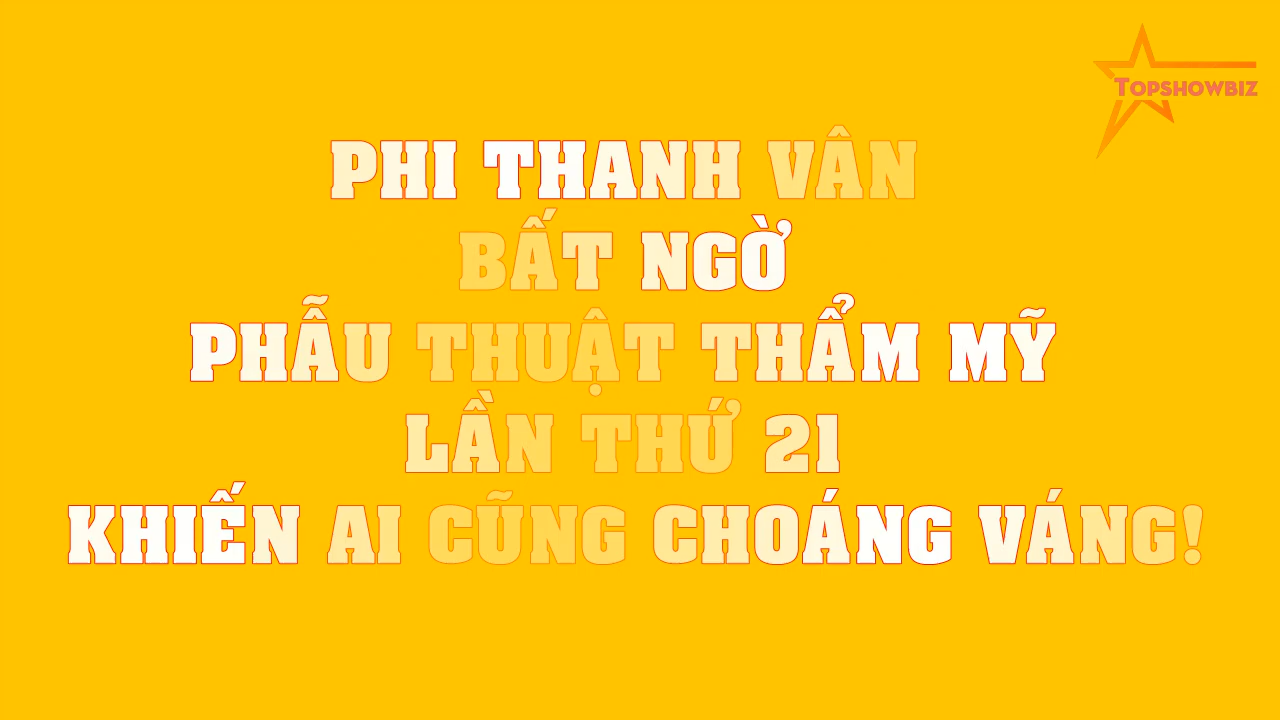 TOPSHOWBIZ
PHI THANH VÂN
BẤT NGỜ
PHẪU THUẬT THẨM MỸ
LẦN THỨ 21
KHIẾN AI CŨNG CHOÁNG VÁNG!